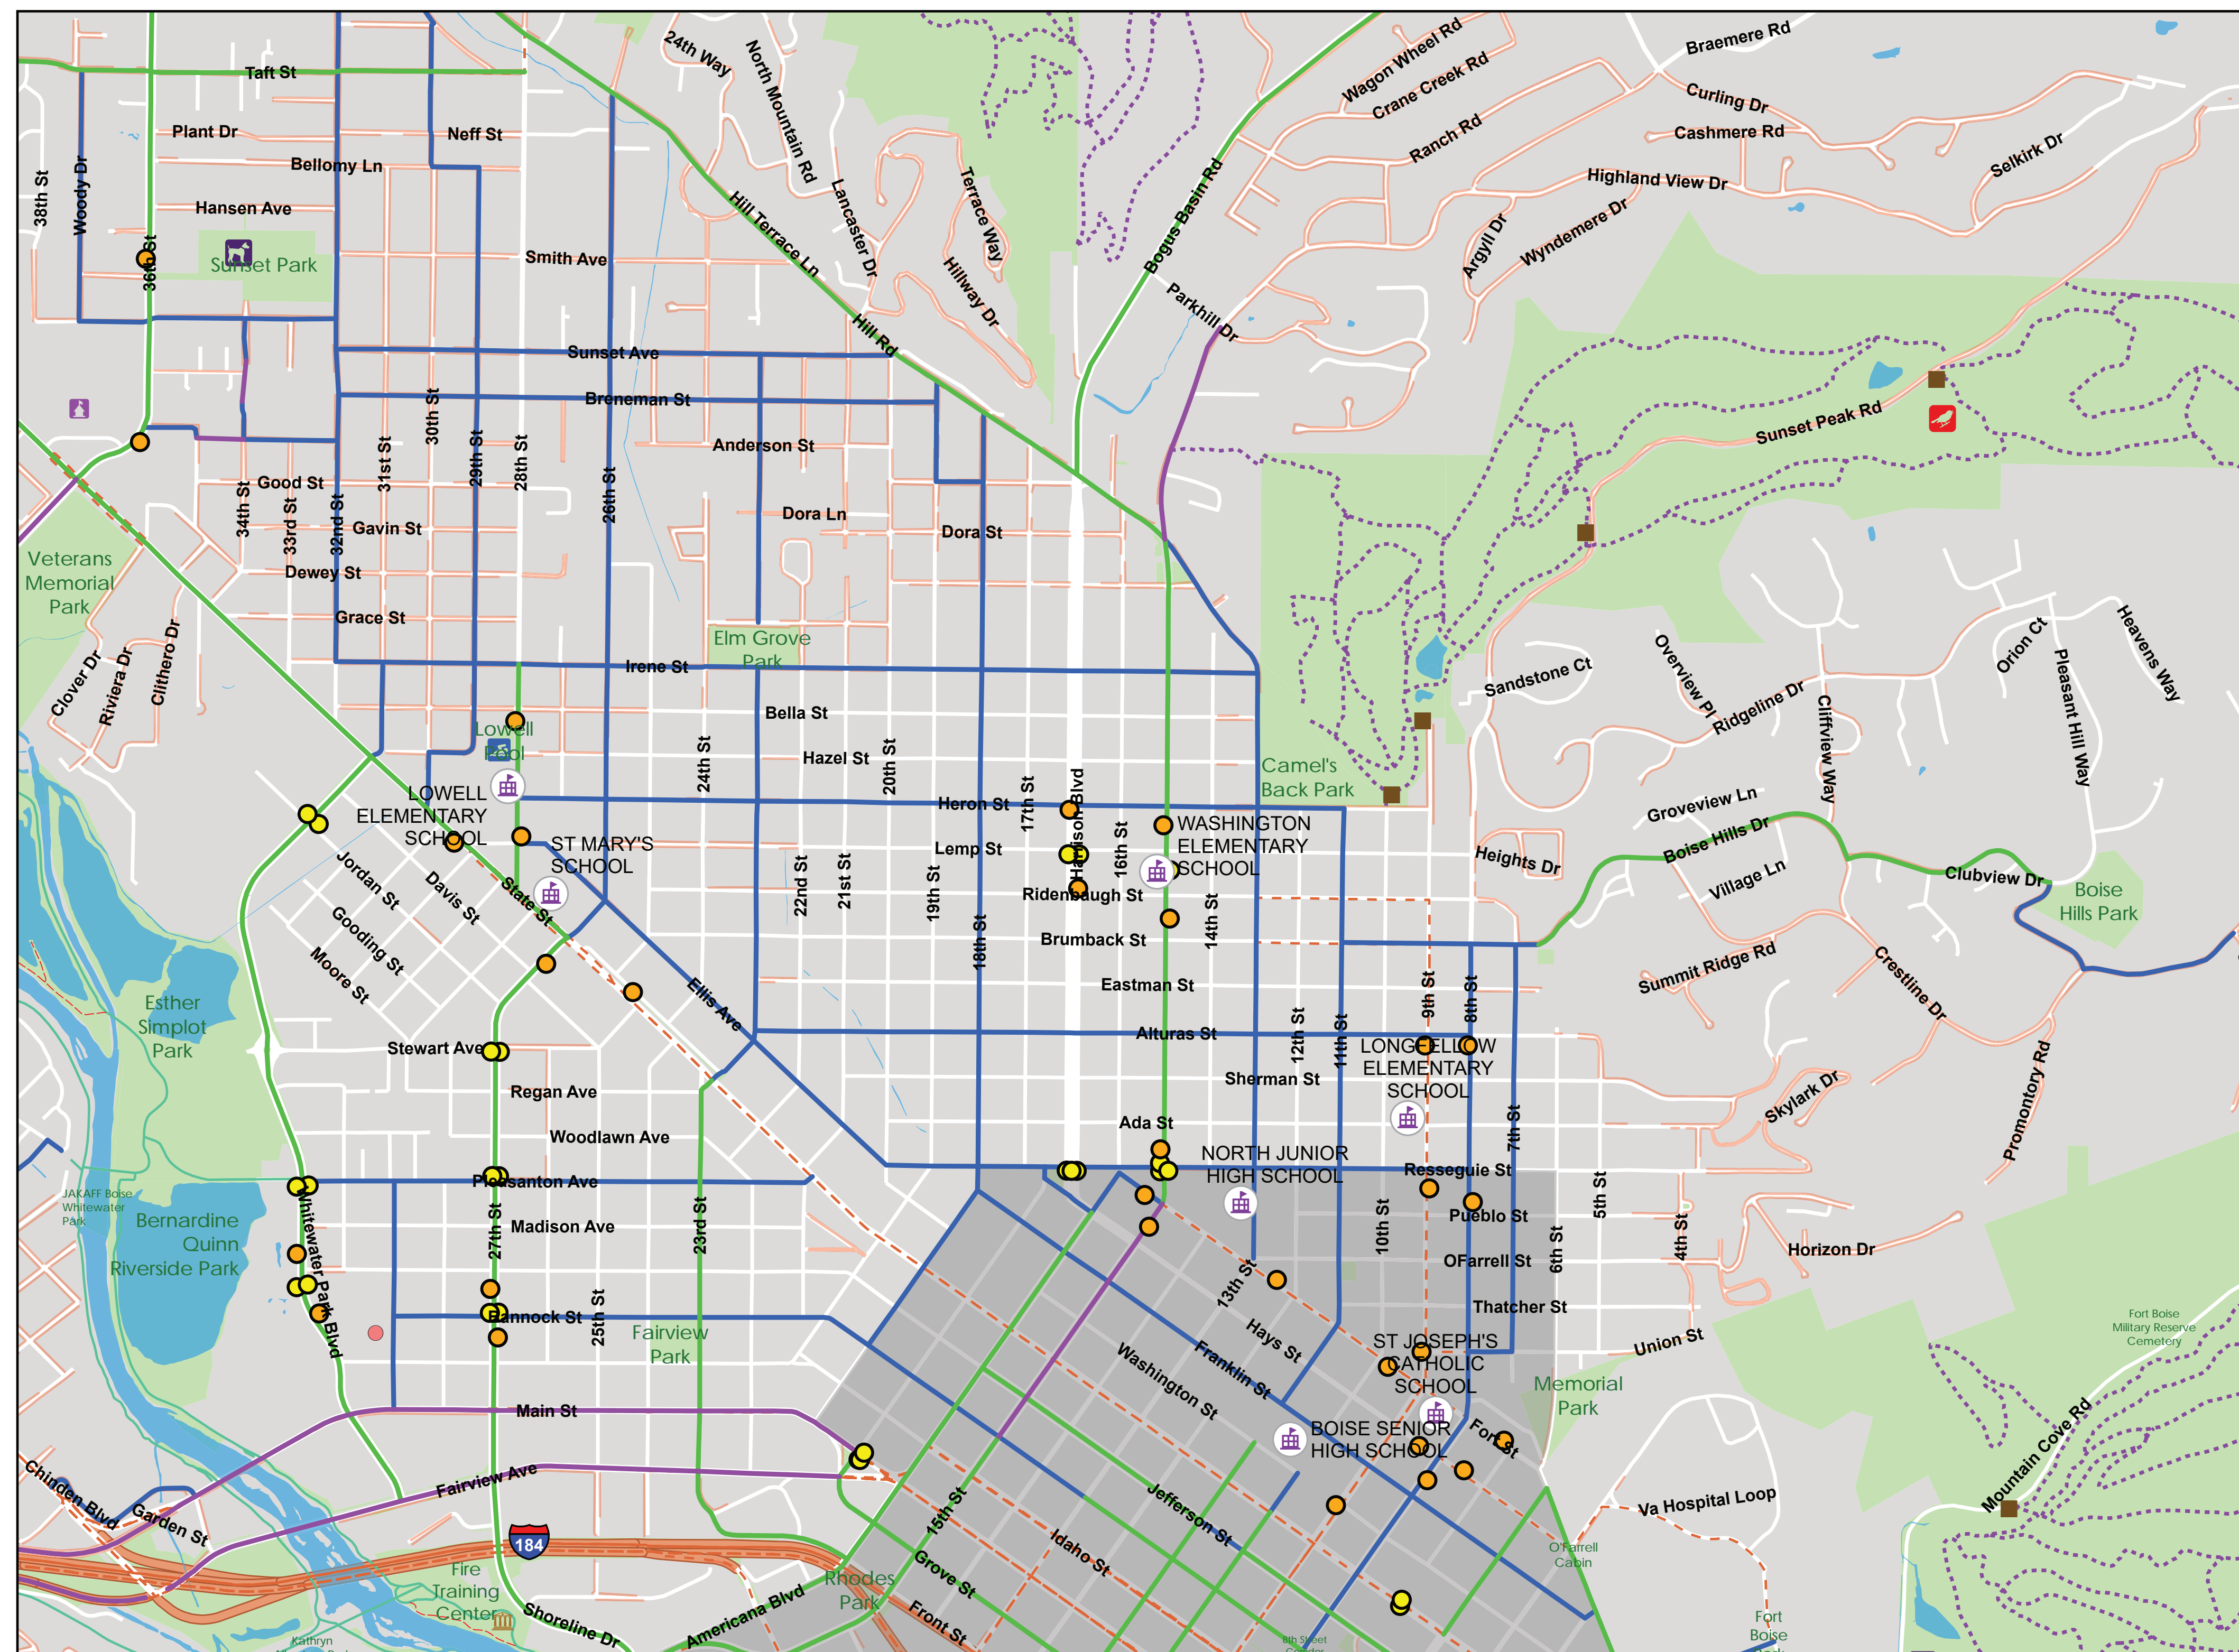 Taft St
24th Way
North Mountain Rd
Wagon Wheel Rd
Crane Creek Rd
Braemere Rd
Curling Dr
Cashmere Rd
Plant Dr
Neff St
Bellomy Ln
Ranch Rd
Selkirk Dr
Highland View Dr
38th St
Woody Dr
Hansen Ave
36th St
Sunset Park
Smith Ave
Hill Terrace Ln
Lancaster Dr
Terrace Way
Hillway Dr
Bogus Basin Rd
Argyll Dr
Wyndemere Dr
Parkhill Dr
Hill Rd
Sunset Ave
Breneman St
Sunset Peak Rd
30th St
31st St
29th St
28th St
26th St
Anderson St
Good St
34th St
33rd St
32nd St
Gavin St
Dora Ln
Dora St
Veterans
Memorial
Park
Dewey St
Grace St
Elm Grove
Park
Irene St
Clover Dr
Riviera Dr
Clithero Dr
Sandstone Ct
Overview Pl
Ridgeline Dr
Cliffview Way
Orion Ct
Pleasant Hill Way
Heavens Way
Bella St
Lowell
Pool
Hazel St
24th St
20th St
Camel's
Back Park
LOWELL
ELEMENTARY
SCHOOL
Heron St
17th St
Harrison Blvd
16th St
WASHINGTON
ELEMENTARY
SCHOOL
Groveview Ln
Boise Hills Dr
Heights Dr
Village Ln
Clubview Dr
Boise
Hills Park
ST MARY'S
SCHOOL
Lemp St
Jordan St
Davis St
State St
22nd St
21st St
19th St
18th St
Ridenbaugh St
14th St
Gooding St
Moore St
Brumback St
Summit Ridge Rd
Crestline Dr
Esther
Simplot
Park
Ellis Ave
Eastman St
9th St
8th St
Alturas St
12th St
11th St
Stewart Ave
LONGFELLOW
ELEMENTARY
SCHOOL
Regan Ave
Sherman St
Skylark Dr
Promontory Rd
Woodlawn Ave
Ada St
7th St
NORTH JUNIOR
HIGH SCHOOL
Resseguie St
Pleasanton Ave
JAKAFF Boise
Whitewater
Park
Bernardine
Quinn
Riverside Park
Whitewater Park Blvd
27th St
Madison Ave
23rd St
10th St
Pueblo St
5th St
6th St
4th St
Horizon Dr
OFarrell St
13th St
Bannock St
25th St
Fairview
Park
Thatcher St
Hays St
Franklin St
Washington St
ST JOSEPH'S
CATHOLIC
SCHOOL
Union St
Fort Boise
Military Reserve
Cemetery
Memorial
Park
Main St
BOISE SENIOR
HIGH SCHOOL
Fort St
Mountain Cove Rd
Chinden Blvd
Garden St
Fairview Ave
15th St
Jefferson St
Va Hospital Loop
184
Idaho St
O'Farrell
Cabin
Fire
Training
Center
Grove St
Rhodes
Park
Shoreline Dr
Americana Blvd
Front St
Fort
Boise
Kathryn
8th Street